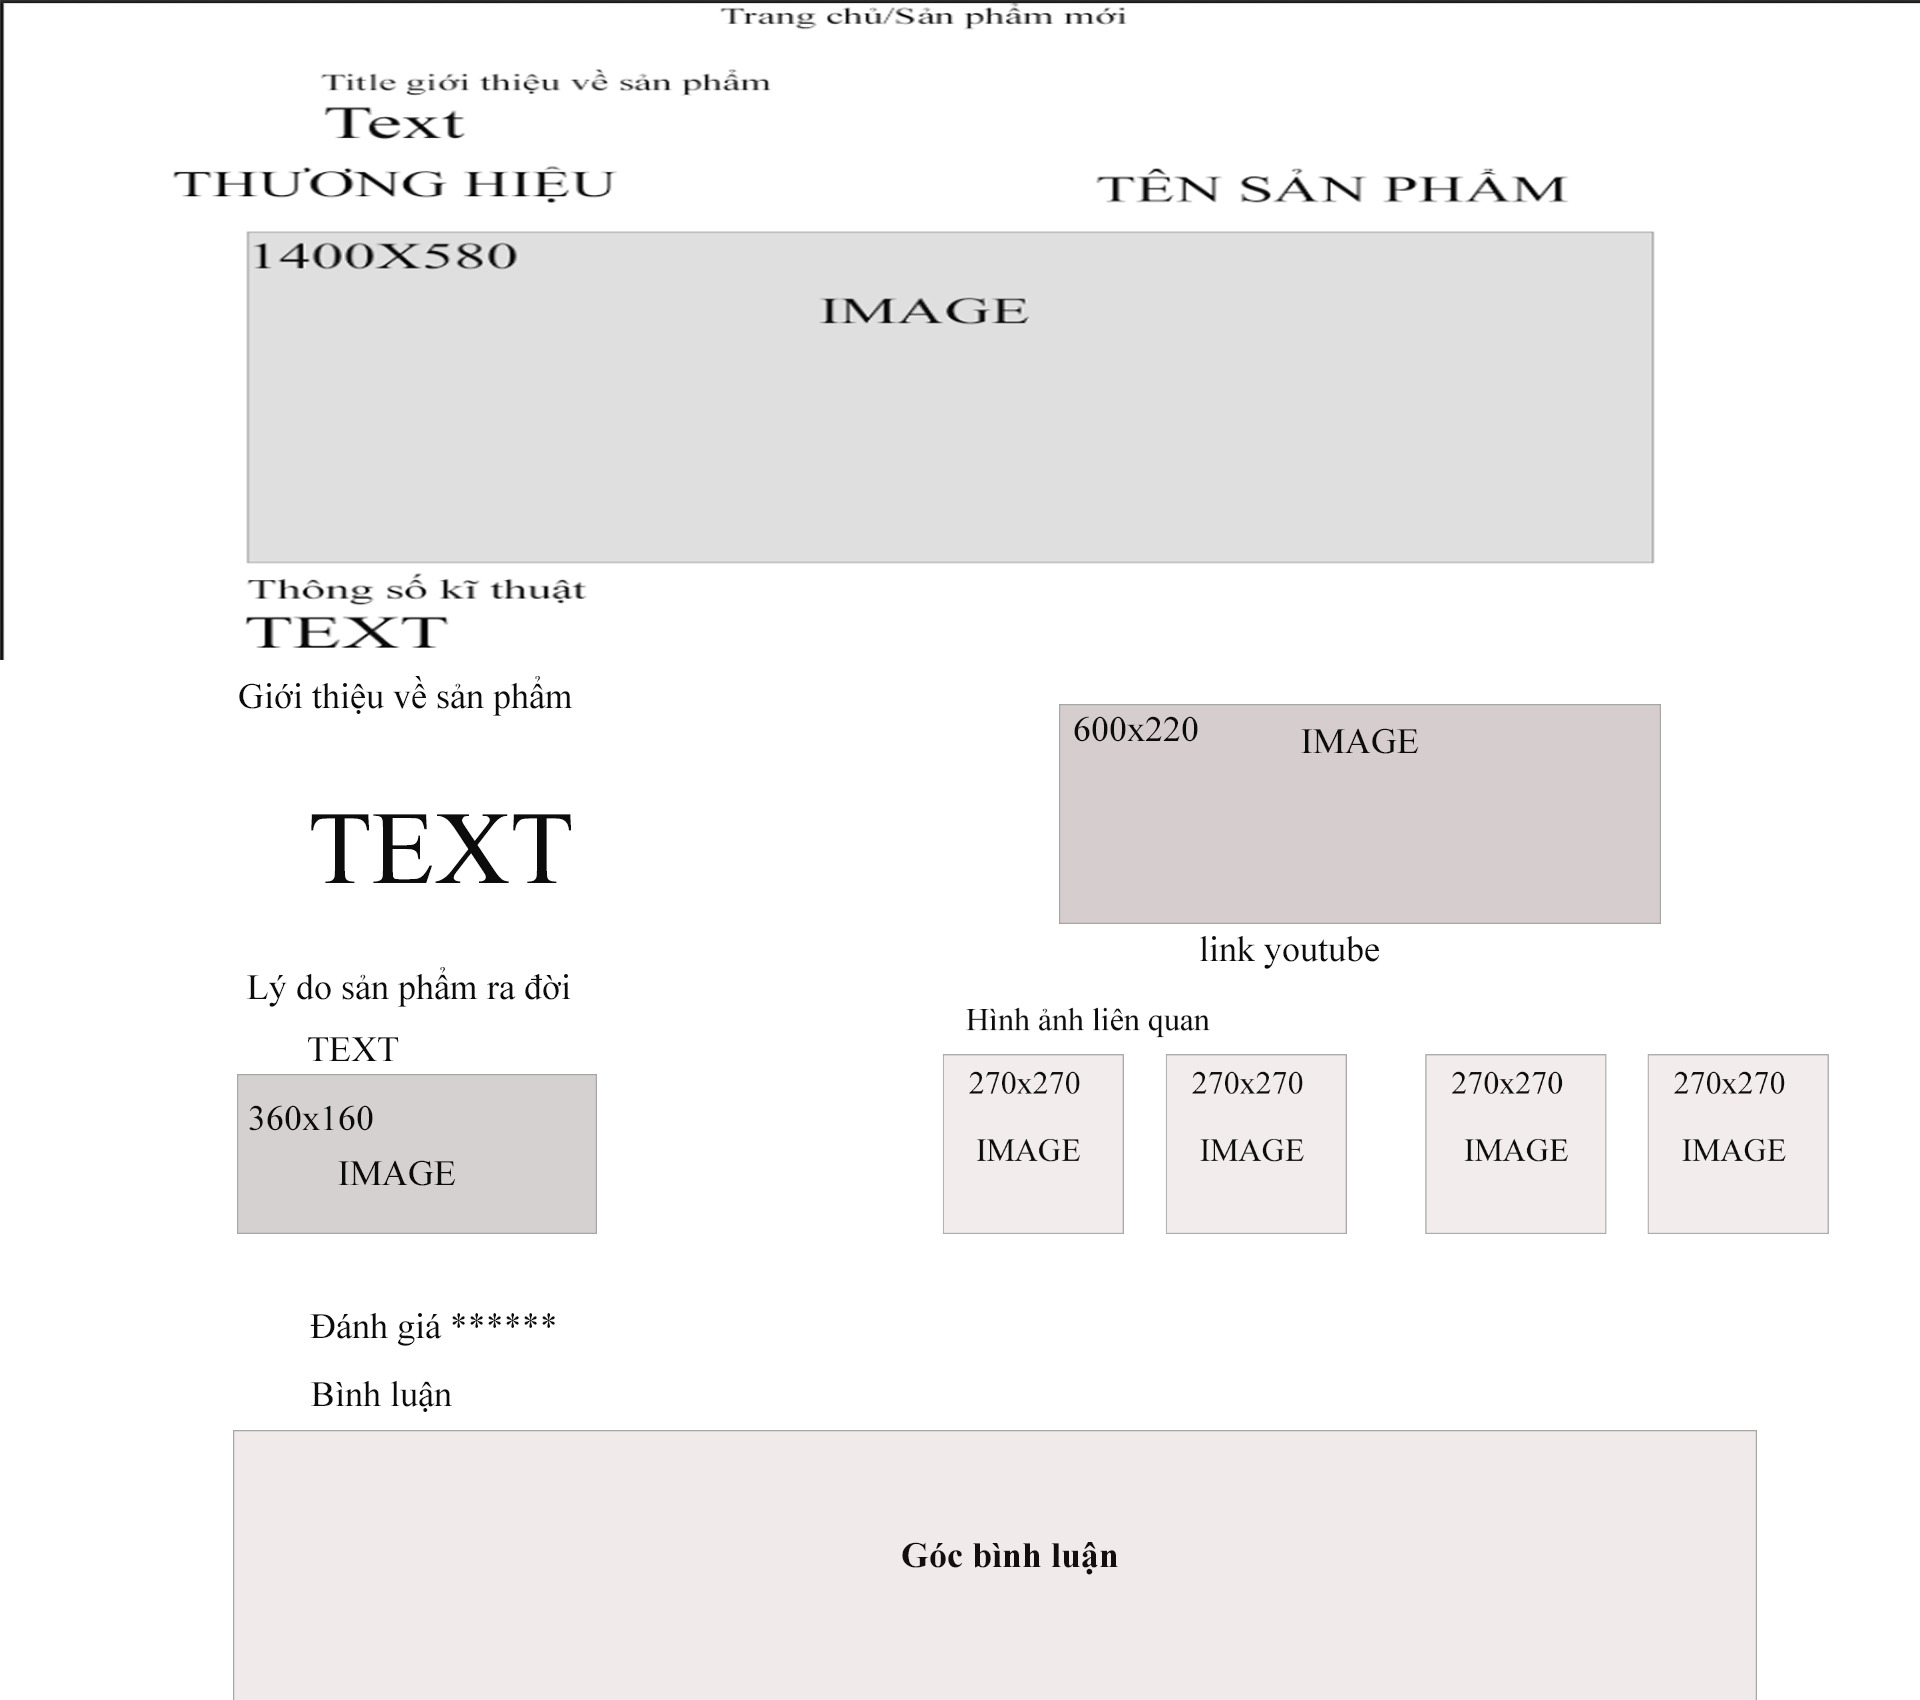 Trang chủ/Sản phẩm mới
Title giới thiệu về sản phẩm
Text
THƯƠNG HIỆU
TÊN SẢN PHẨM
1400X580
IMAGE
Thông số kĩ thuật
TEXT
Giới thiệu về sản phẩm
TEXT
600x220
IMAGE
link youtube
Lý do sản phẩm ra đời
TEXT
360x160
IMAGE
Hình ảnh liên quan
270x270 270x270 270x270 270x270
IMAGE IMAGE IMAGE IMAGE
Đánh giá ******
Bình luận
Góc bình luận